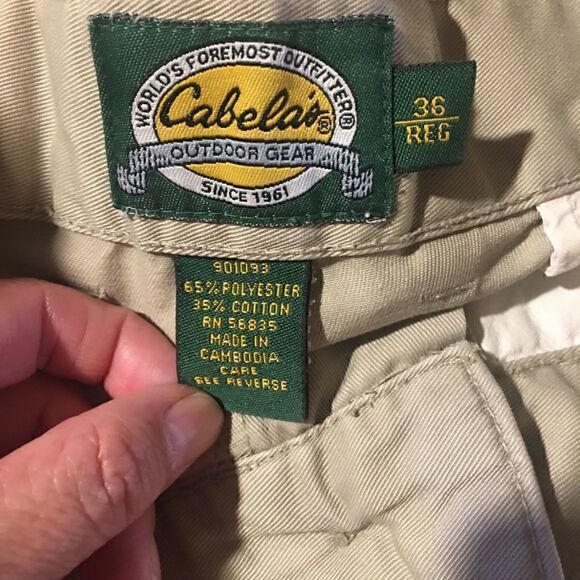 WORLD'S FOREMOST OUTFITTER®
Cabela's®
OUTDOOR GEAR
SINCE 1961
36
REG
901093
65% POLYESTER
35% COTTON
RN 56835
MADE IN
CAMBODIA
CARE
SEE REVERSE